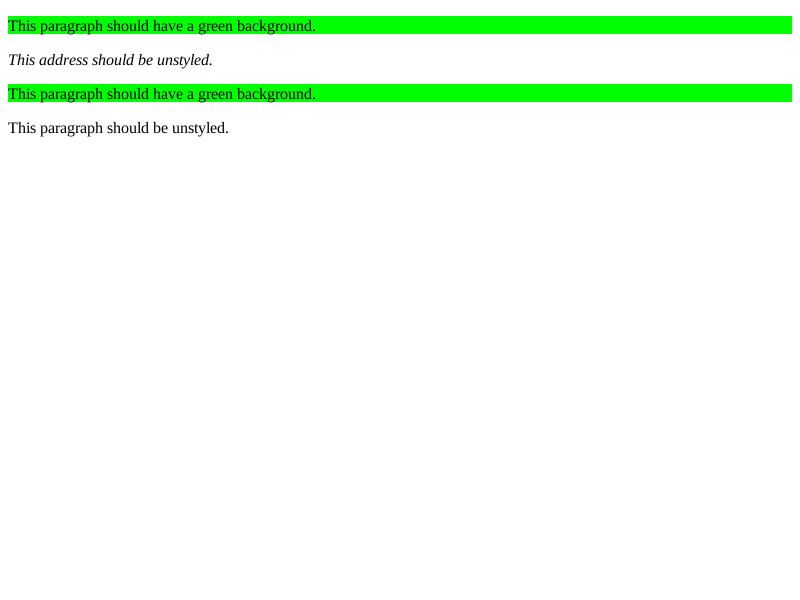 This paragraph should have a green background.
This address should be unstyled.
This paragraph should have a green background.
This paragraph should be unstyled.